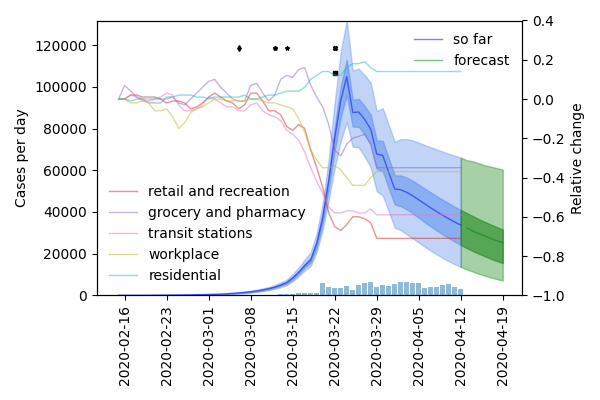 so far
forecast
retail and recreation
grocery and pharmacy
transit stations
workplace
residential
Cases per day
Relative change
120000
100000
80000
60000
40000
20000
0
0.4
0.2
0.0
−0.2
−0.4
−0.6
−0.8
−1.0
2020-02-16
2020-02-23
2020-03-01
2020-03-08
2020-03-15
2020-03-22
2020-03-29
2020-04-05
2020-04-12
2020-04-19